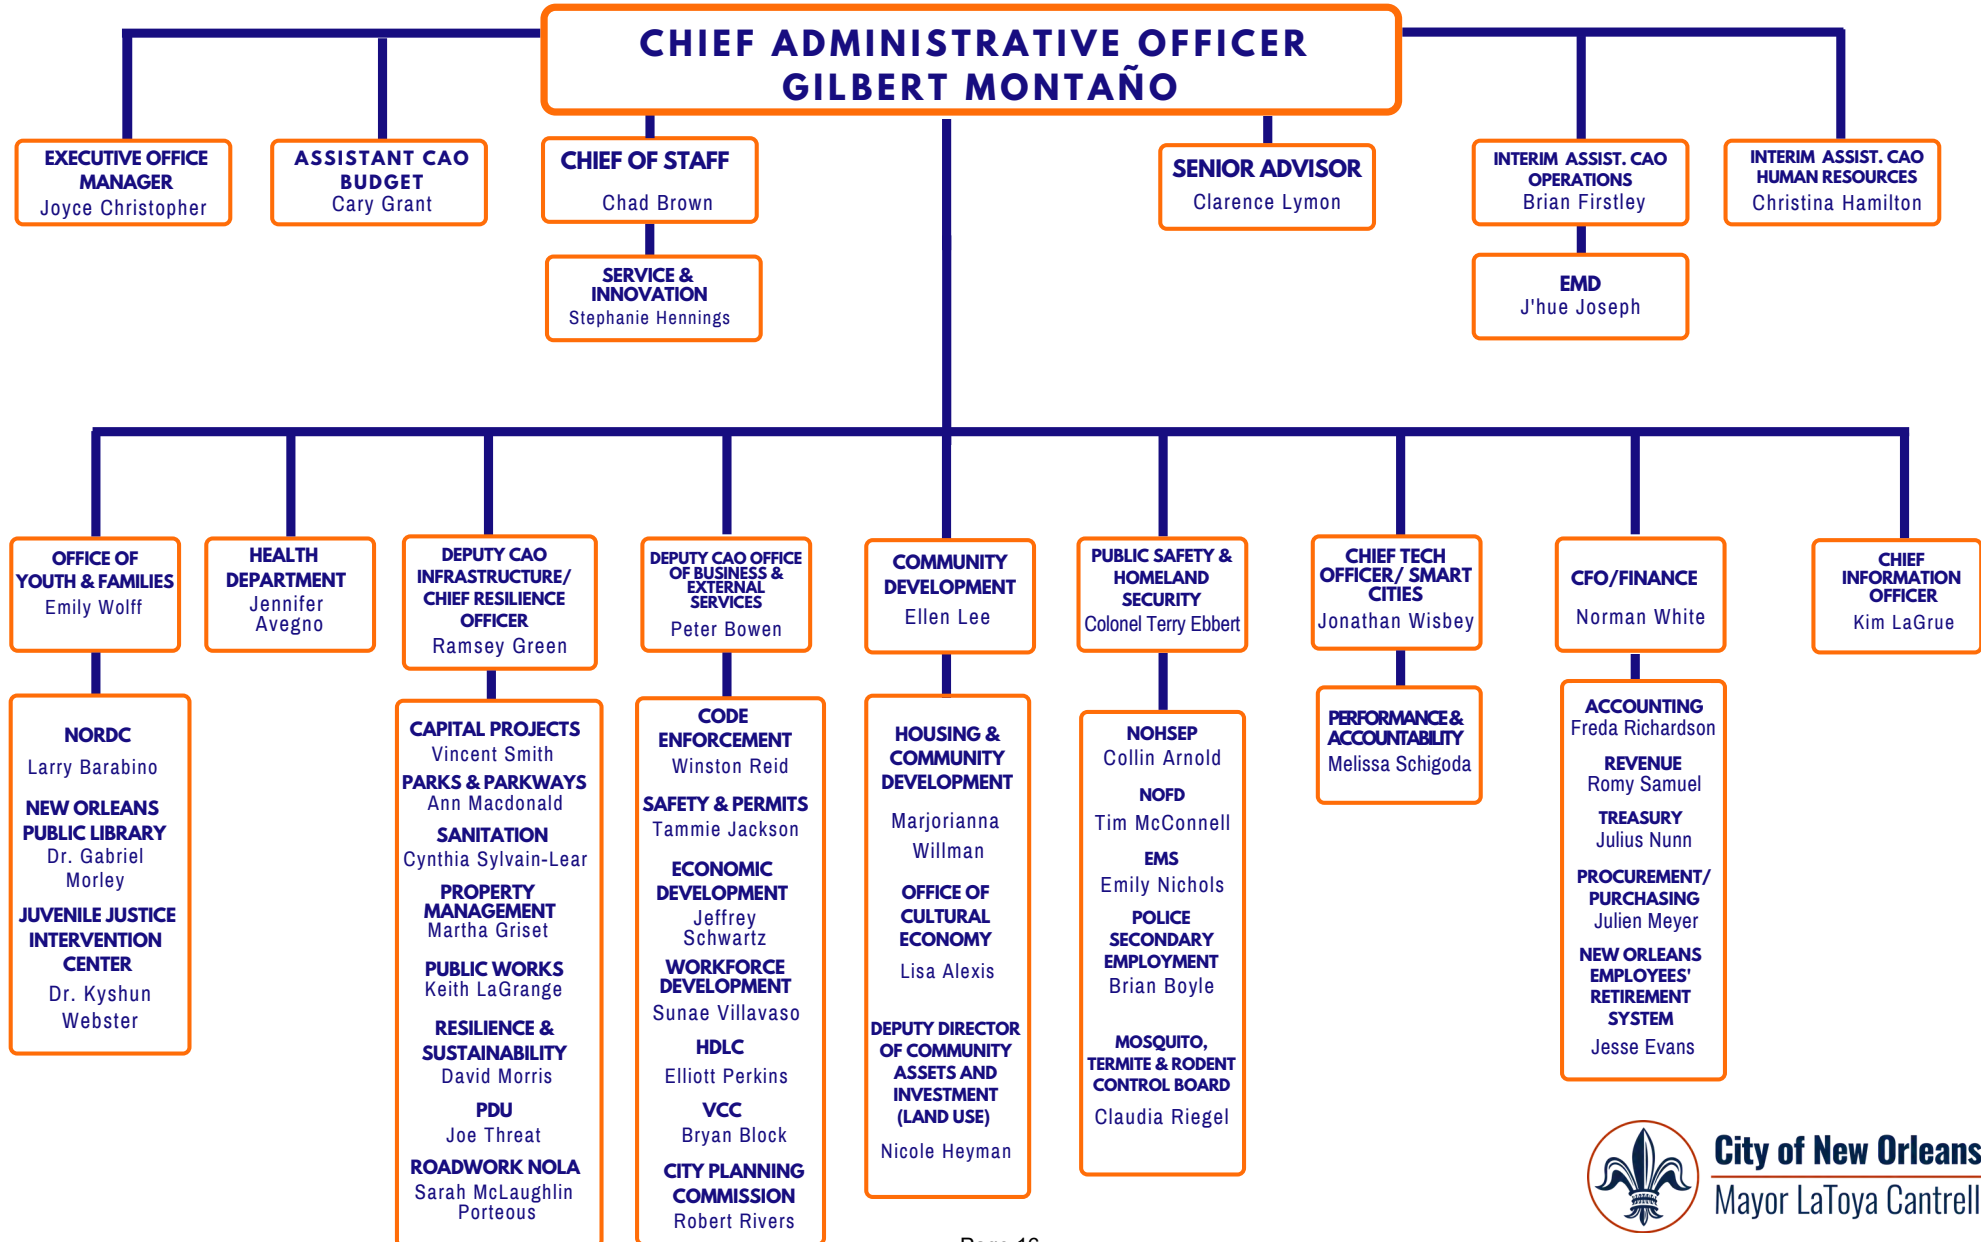 CHIEF ADMINISTRATIVE OFFICER
GILBERT MONTAÑO
EXECUTIVE OFFICE
MANAGER
Joyce Christopher
ASSISTANT CAO
BUDGET
Cary Grant
CHIEF OF STAFF
Chad Brown
SENIOR ADVISOR
Clarence Lymon
INTERIM ASSIST. CAO
OPERATIONS
Brian Firstley
INTERIM ASSIST. CAO
HUMAN RESOURCES
Christina Hamilton
SERVICE &
INNOVATION
Stephanie Hennings
EMD
J'hue Joseph
OFFICE OF
YOUTH & FAMILIES
Emily Wolff
HEALTH
DEPARTMENT
Jennifer
Avegno
DEPUTY CAO
INFRASTRUCTURE/
CHIEF RESILIENCE
OFFICER
Ramsey Green
DEPUTY CAO OFFICE
OF BUSINESS &
EXTERNAL
SERVICES
Peter Bowen
COMMUNITY
DEVELOPMENT
Ellen Lee
PUBLIC SAFETY &
HOMELAND
SECURITY
Colonel Terry Ebbert
CHIEF TECH
OFFICER/ SMART
CITIES
Jonathan Wisbey
CFO/FINANCE
Norman White
CHIEF
INFORMATION
OFFICER
Kim LaGrue
NORDC
Larry Barabino
NEW ORLEANS
PUBLIC LIBRARY
Dr. Gabriel
Morley
JUVENILE JUSTICE
INTERVENTION
CENTER
Dr. Kyshun
Webster
CAPITAL PROJECTS
Vincent Smith
PARKS & PARKWAYS
Ann Macdonald
SANITATION
Cynthia Sylvain-Lear
PROPERTY
MANAGEMENT
Martha Griset
PUBLIC WORKS
Keith LaGrange
RESILIENCE &
SUSTAINABILITY
David Morris
PDU
Joe Threat
ROADWORK NOLA
Sarah McLaughlin
Porteous
CODE
ENFORCEMENT
Winston Reid
SAFETY & PERMITS
Tammie Jackson
ECONOMIC
DEVELOPMENT
Jeffrey
Schwartz
WORKFORCE
DEVELOPMENT
Sunae Villavaso
HDLC
Elliott Perkins
VCC
Bryan Block
CITY PLANNING
COMMISSION
Robert Rivers
HOUSING &
COMMUNITY
DEVELOPMENT
Marjorianna
Willman
OFFICE OF
CULTURAL
ECONOMY
Lisa Alexis
DEPUTY DIRECTOR
OF COMMUNITY
ASSETS AND
INVESTMENT
(LAND USE)
Nicole Heyman
NOHSEP
Collin Arnold
NOFD
Tim McConnell
EMS
Emily Nichols
POLICE
SECONDARY
EMPLOYMENT
Brian Boyle
MOSQUITO,
TERMITE & RODENT
CONTROL BOARD
Claudia Riegel
PERFORMANCE &
ACCOUNTABILITY
Melissa Schigoda
ACCOUNTING
Freda Richardson
REVENUE
Romy Samuel
TREASURY
Julius Nunn
PROCUREMENT/
PURCHASING
Julien Meyer
NEW ORLEANS
EMPLOYEES'
RETIREMENT
SYSTEM
Jesse Evans
City of New Orleans
Mayor LaToya Cantrell
Page 16